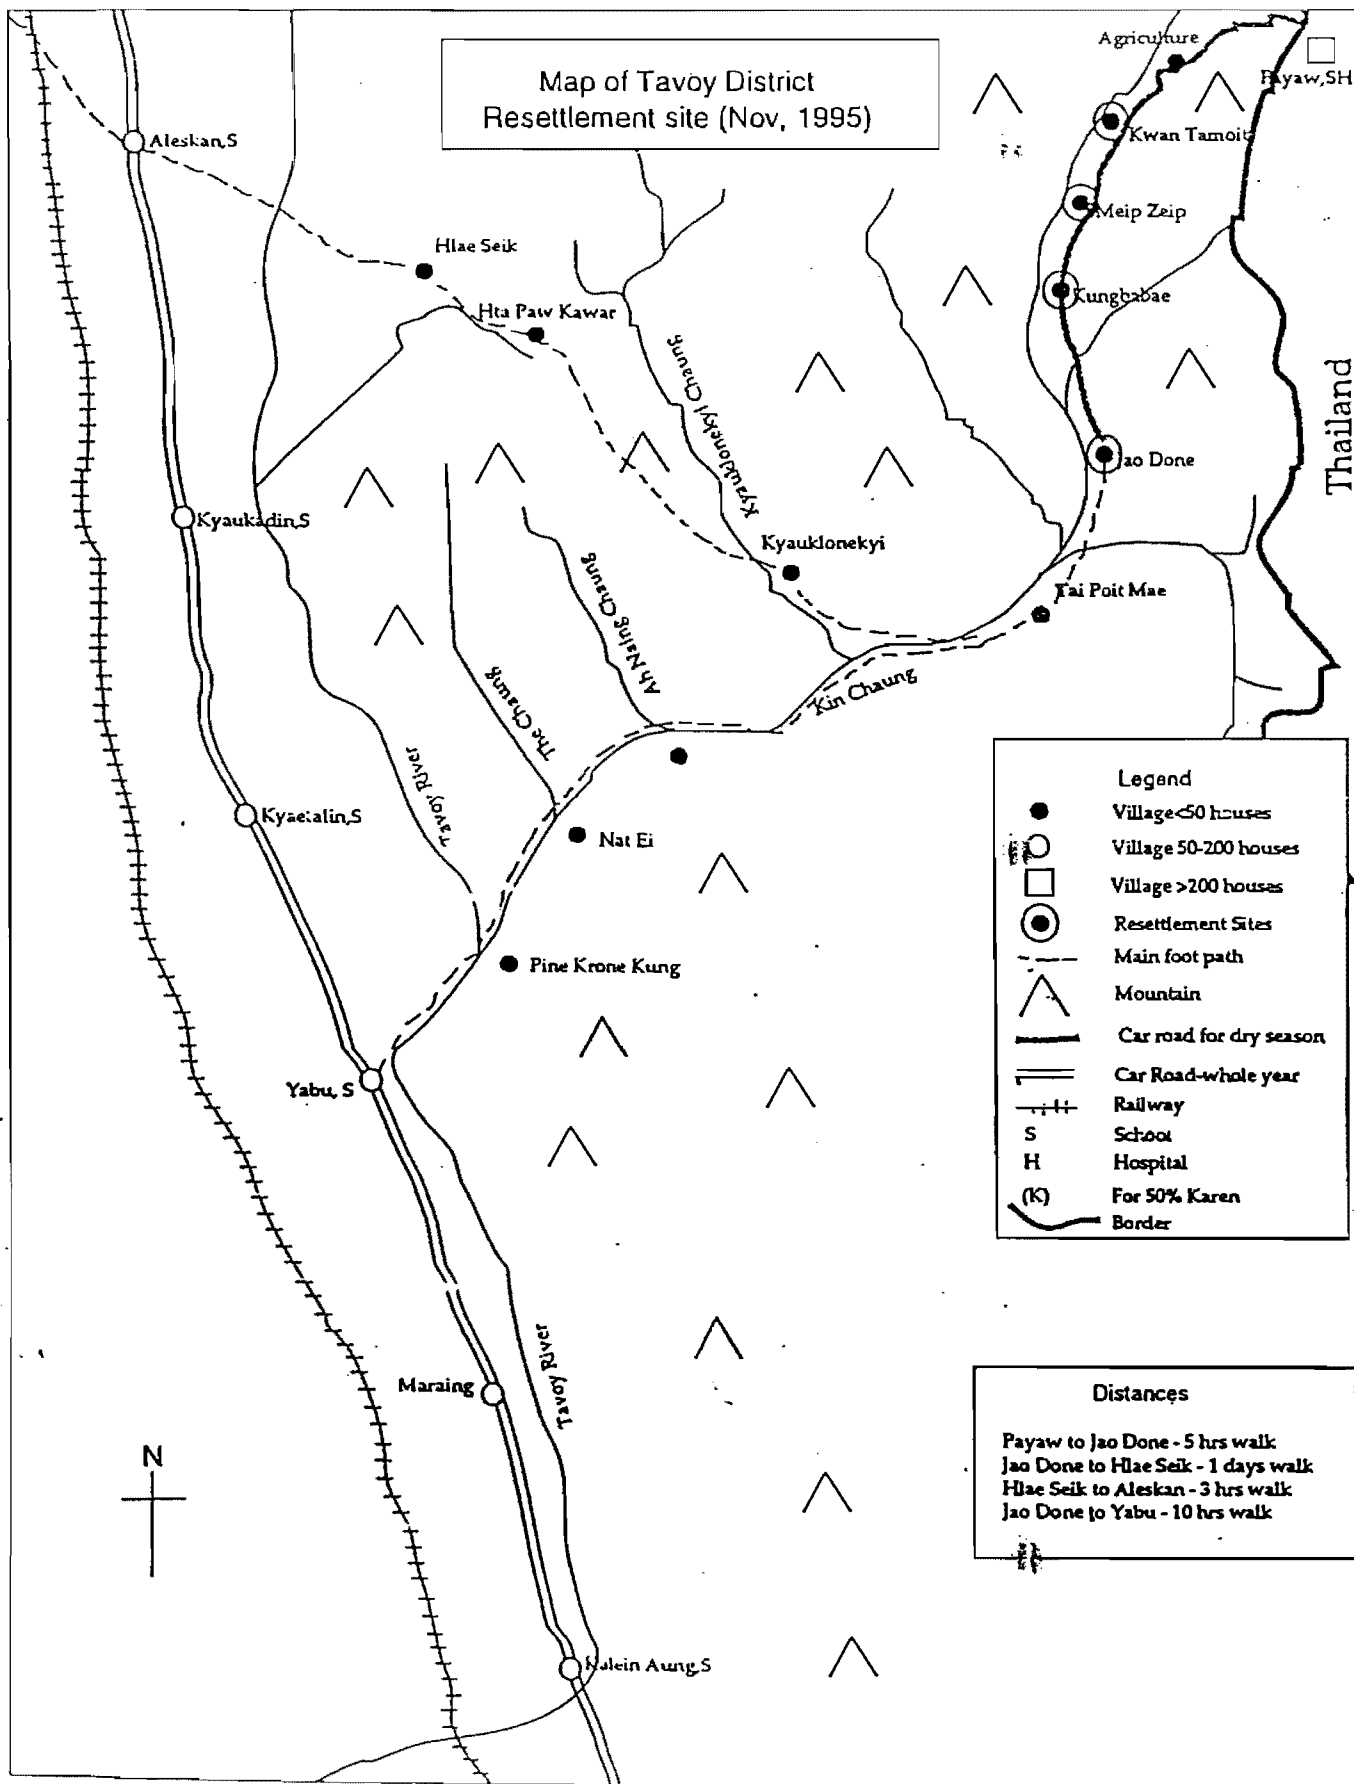 Map of Tavoy District
Resettlement site (Nov, 1995)
Agriculture
Payaw,SH
Kwan Tamoit
Meip Zeip
Kungbabae
Jao Done
Thailand
Aleskan,S
Hlae Seik
Hta Paw Kawar
Kyauklonekyi Chaung
Kyaukadin,S
Kyauklonekyi
Tai Poit Mae
Ah Naing Chaung
The Chaung
Kin Chaung
Tavoy River
Kyaetalin,S
Nat Ei
Pine Krone Kung
Yabu, S
Maraing
Tavoy River
Kalein Aung,S
N
Legend
Village<50 houses
Village 50-200 houses
Village >200 houses
Resettlement Sites
Main foot path
Mountain
Car road for dry season
Car Road-whole year
Railway
S School
H Hospital
(K) For 50% Karen
Border
Distances
Payaw to Jao Done - 5 hrs walk
Jao Done to Hlae Seik - 1 days walk
Hlae Seik to Aleskan - 3 hrs walk
Jao Done to Yabu - 10 hrs walk